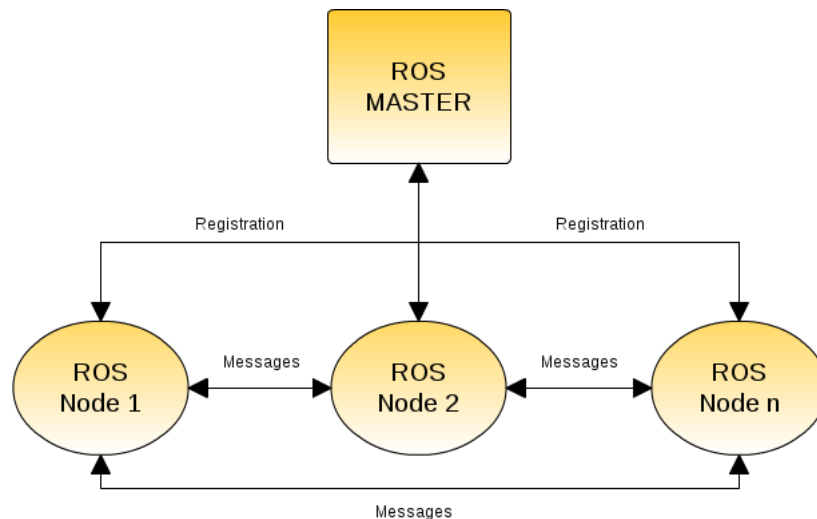 ROS
MASTER
Registration
Registration
ROS
Node 1
Messages
ROS
Node 2
Messages
ROS
Node n
Messages